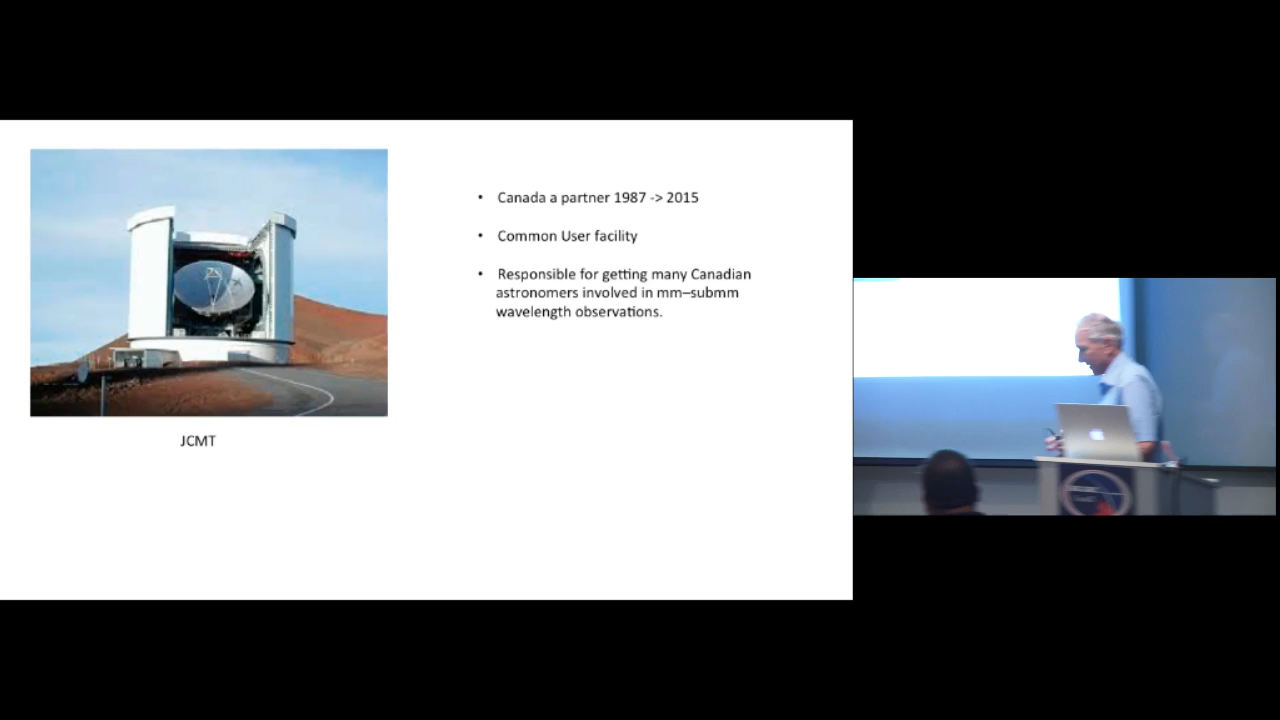 • Canada a partner 1987 -> 2015
• Common User facility
• Responsible for getting many Canadian
astronomers involved in mm–submm
wavelength observations.
JCMT